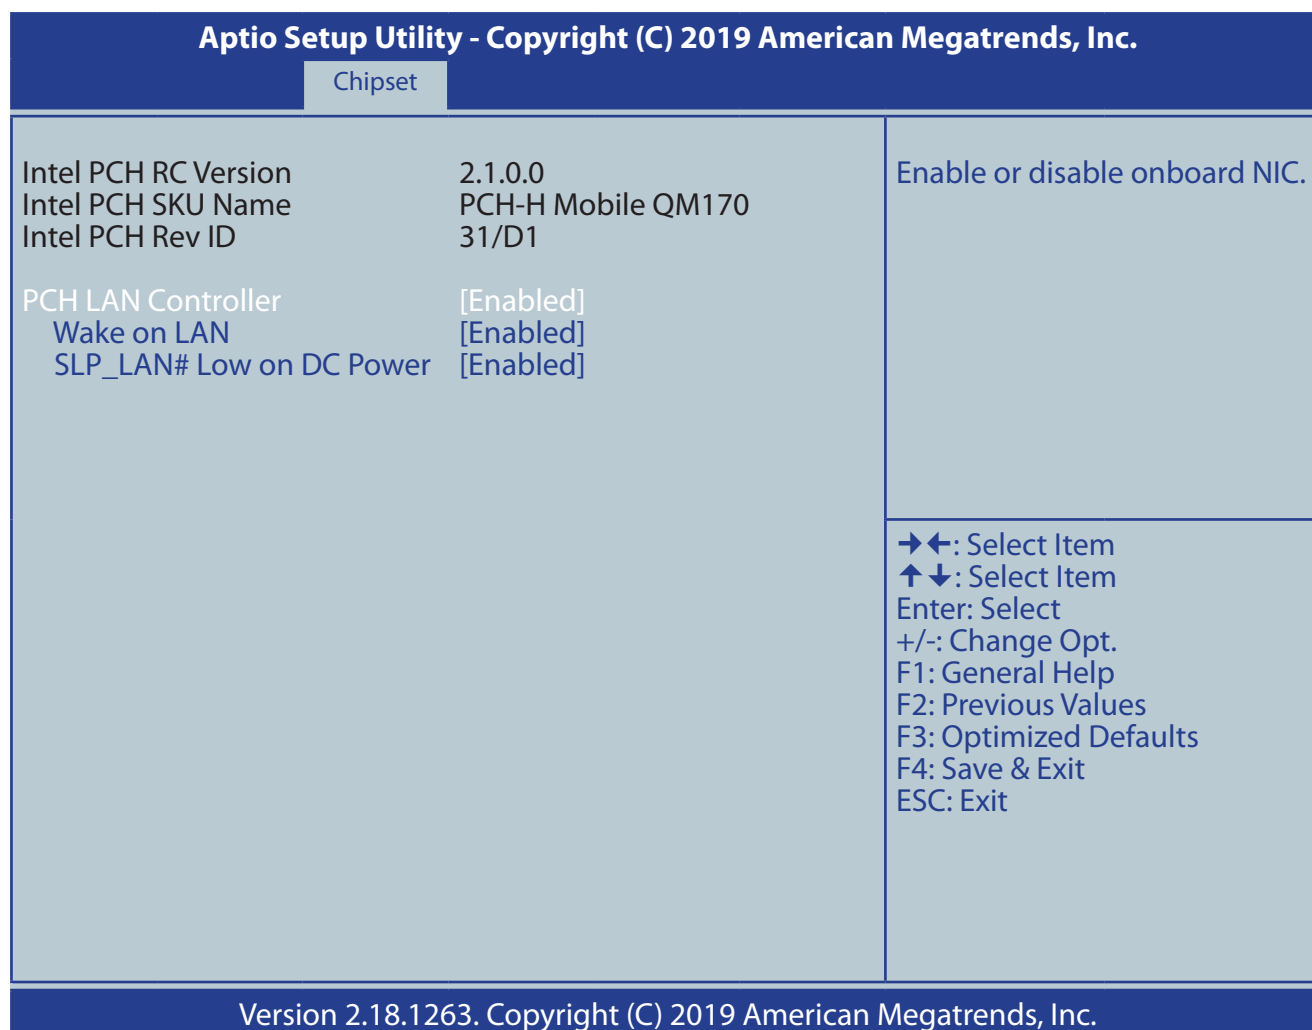 Aptio Setup Utility - Copyright (C) 2019 American Megatrends, Inc.
Chipset
Intel PCH RC Version 2.1.0.0
Intel PCH SKU Name PCH-H Mobile QM170
Intel PCH Rev ID 31/D1
PCH LAN Controller [Enabled]
Wake on LAN [Enabled]
SLP_LAN# Low on DC Power [Enabled]
Enable or disable onboard NIC.
→←: Select Item
↑↓: Select Item
Enter: Select
+/-: Change Opt.
F1: General Help
F2: Previous Values
F3: Optimized Defaults
F4: Save & Exit
ESC: Exit
Version 2.18.1263. Copyright (C) 2019 American Megatrends, Inc.